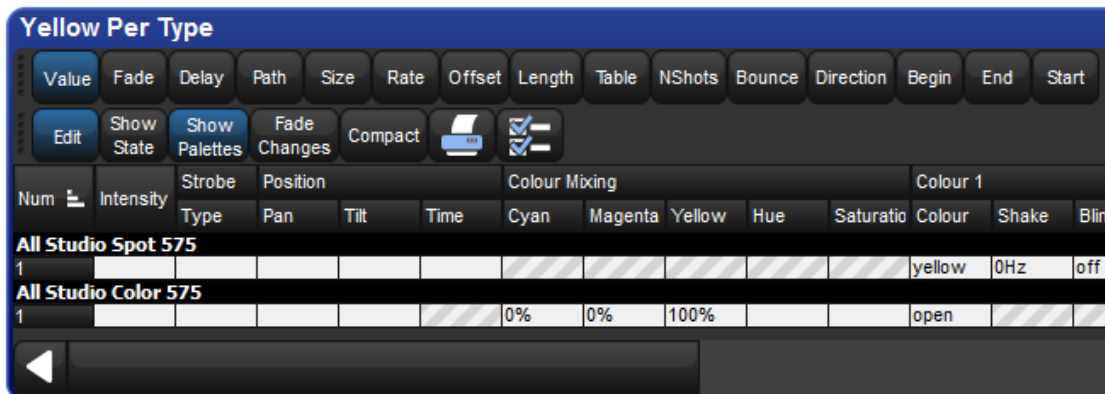 Yellow Per Type
Value Fade Delay Path Size Rate Offset Length Table NShots Bounce Direction Begin End Start
Edit Show State Show Palettes Fade Changes Compact
Num Intensity Strobe Position Colour Mixing Colour 1
Type Pan Tilt Time Cyan Magenta Yellow Hue Saturatio Colour Shake Blin
All Studio Spot 575
1 yellow 0Hz off
All Studio Color 575
1 0% 0% 100% open